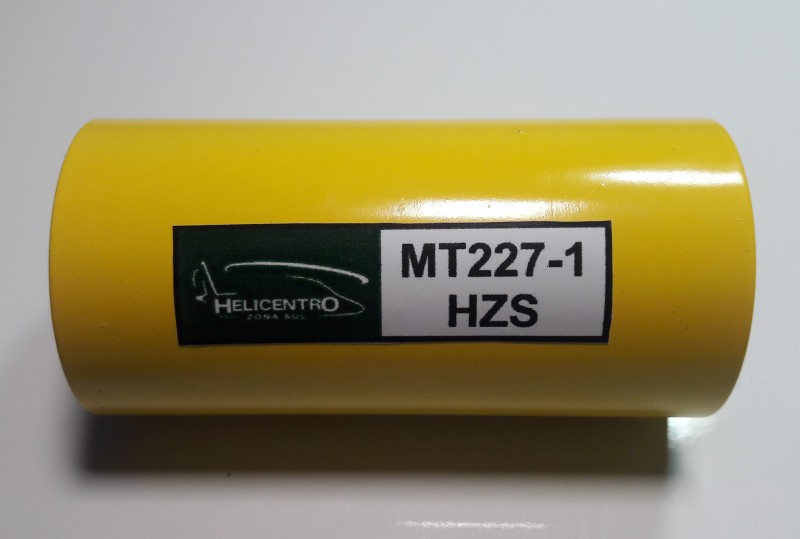 HELICENTRO
ZONA SUL
MT227-1
HZS